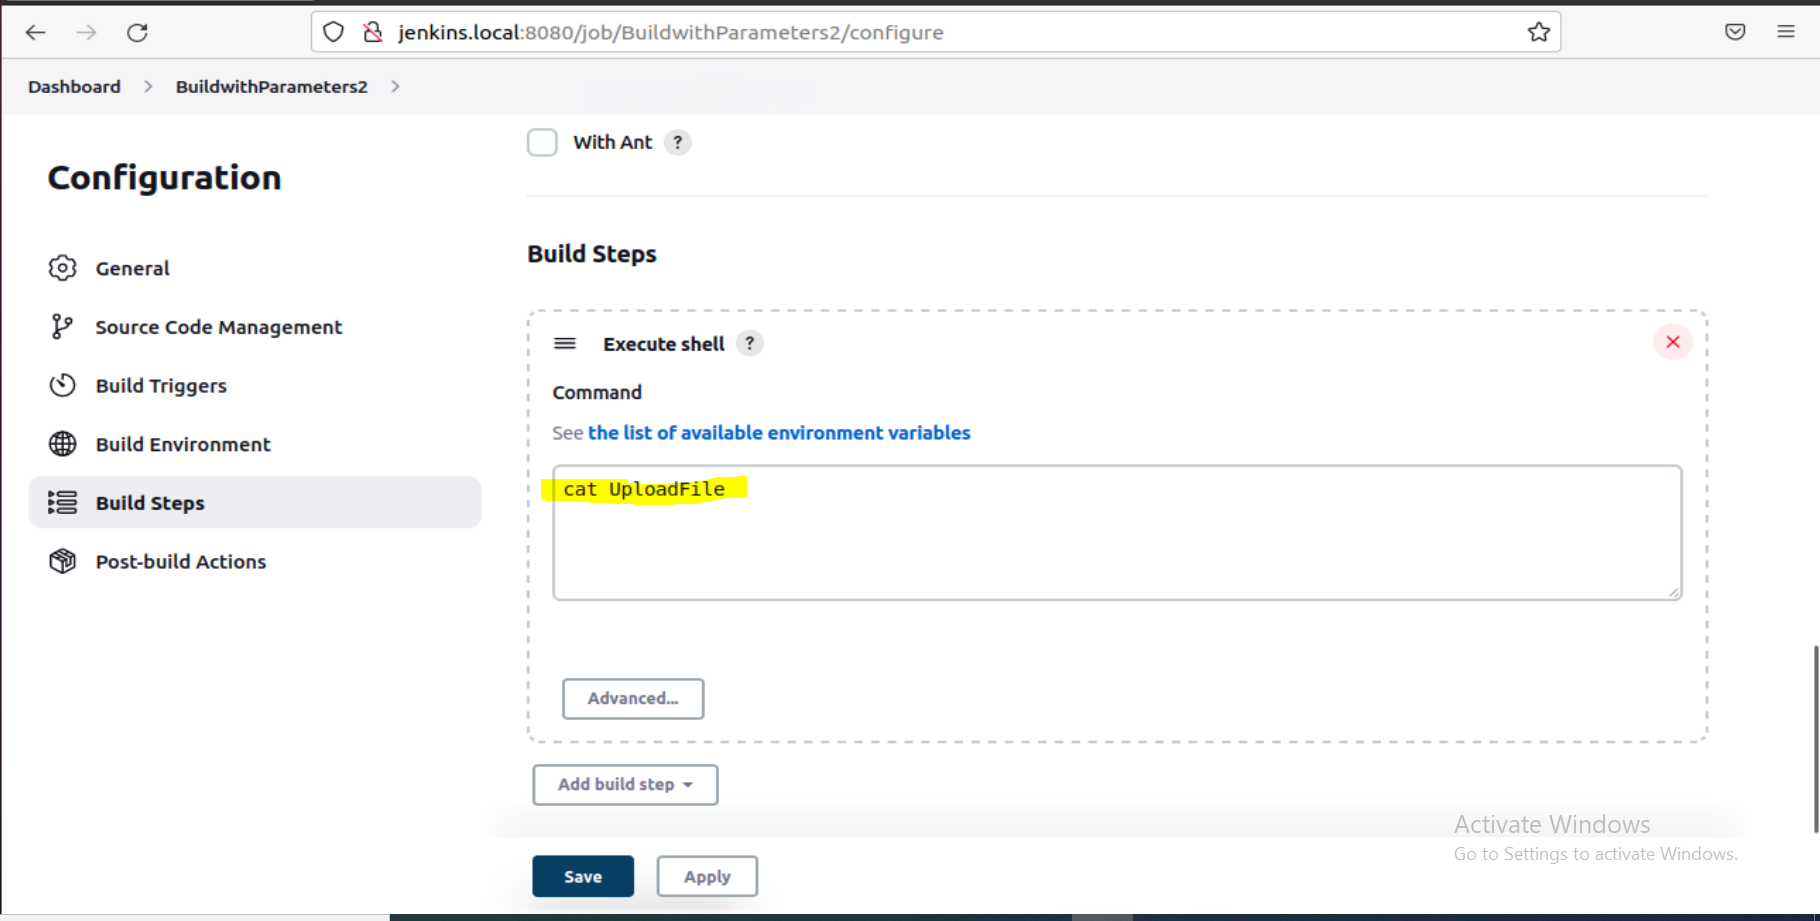 jenkins.local:8080/job/BuildwithParameters2/configure
Dashboard > BuildwithParameters2 >
With Ant ?
Configuration
General
Source Code Management
Build Triggers
Build Environment
Build Steps
Post-build Actions
Build Steps
Execute shell ?
Command
See the list of available environment variables
cat UploadFile
Advanced...
Add build step
Save Apply
Activate Windows
Go to Settings to activate Windows.